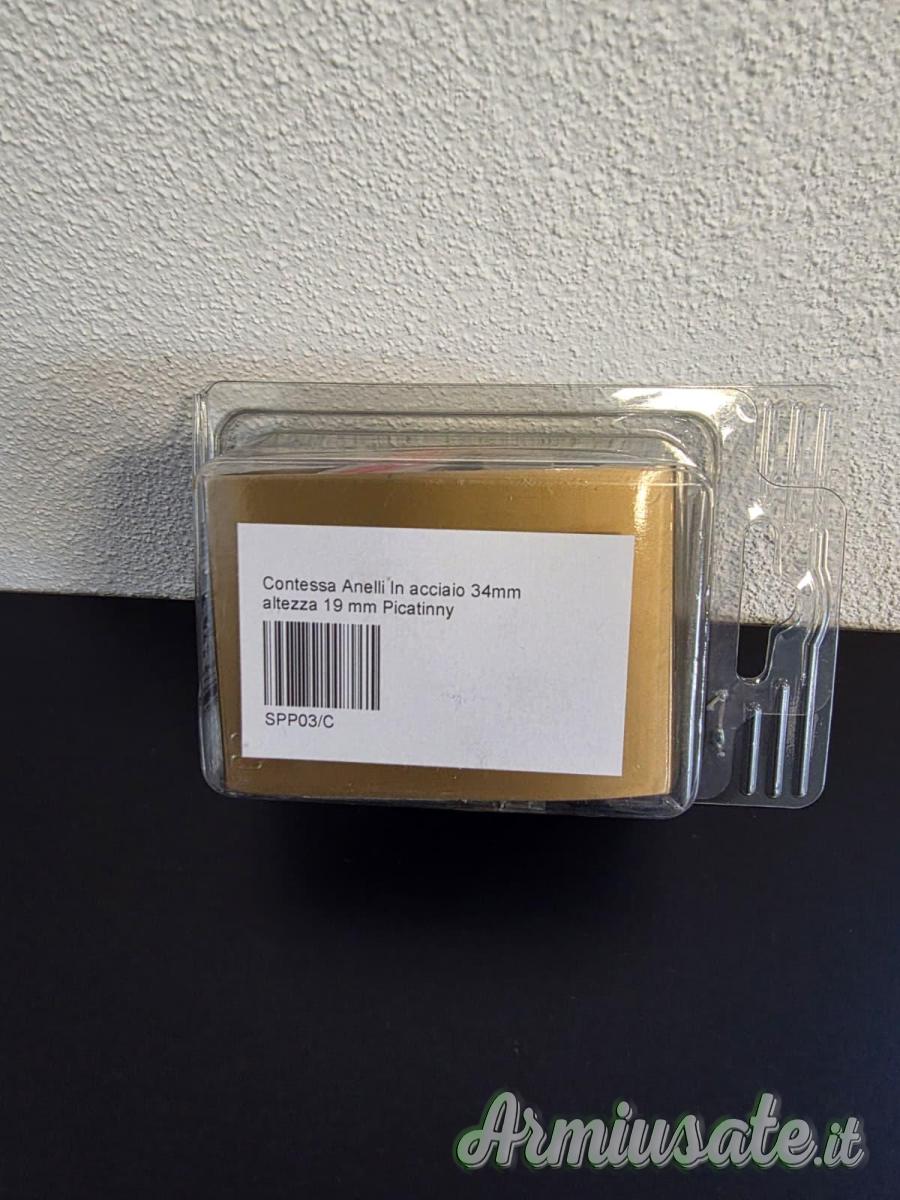 Contessa Anelli In acciaio 34mm
altezza 19 mm Picatinny
SPP03/C
Armiusate.it